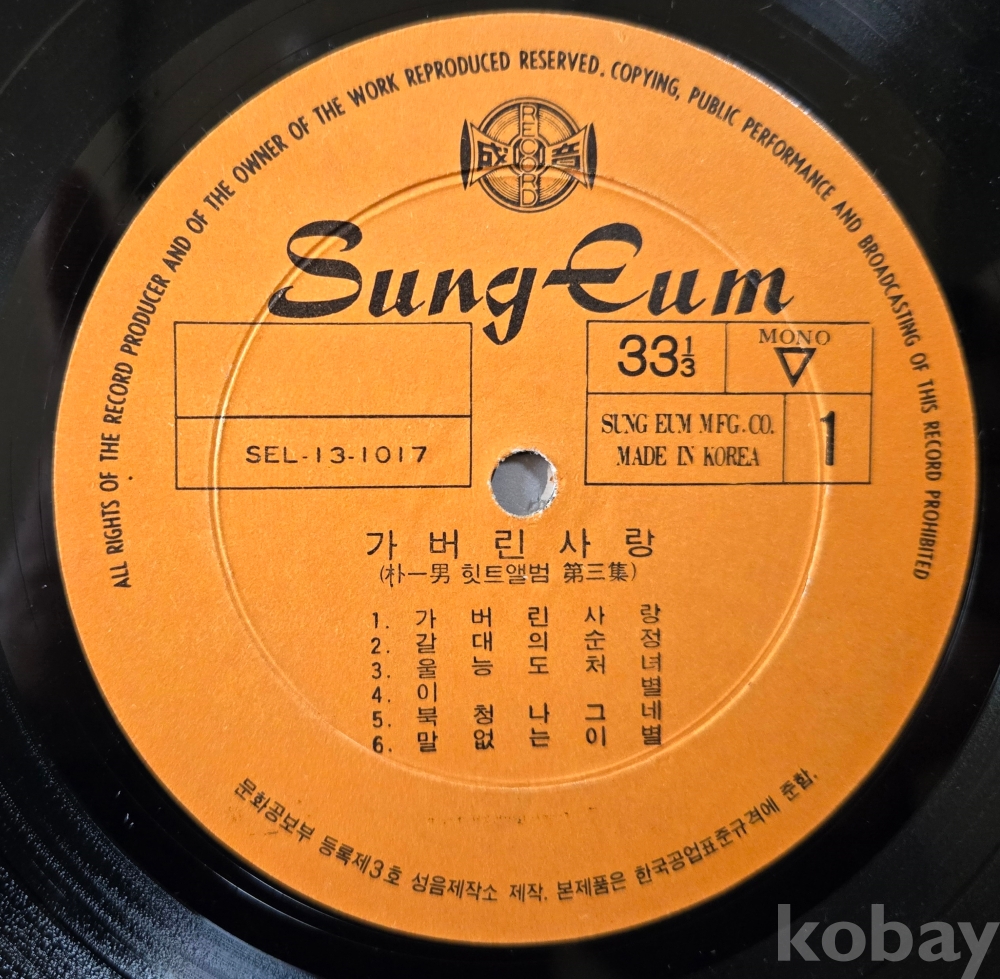 ALL RIGHTS OF THE RECORD PRODUCER AND OF THE OWNER OF THE WORK REPRODUCED RESERVED. COPYING, PUBLIC PERFORMANCE AND BROADCASTING OF THIS RECORD PROHIBITED
RECORD
成音
Sung Eum
33 1/3
MONO
SEL-13-1017
SUNG EUM MFG. CO.
MADE IN KOREA
1
가버린사랑
(朴一男 힛트앨범 第三集)
1. 가버린사랑
2. 갈대의순정
3. 울능도처녀
4. 이별
5. 북청나그네
6. 말없는이별
문화공보부 등록제3호 성음제작소 제작. 본제품은 한국공업표준규격에 준함.
kobay